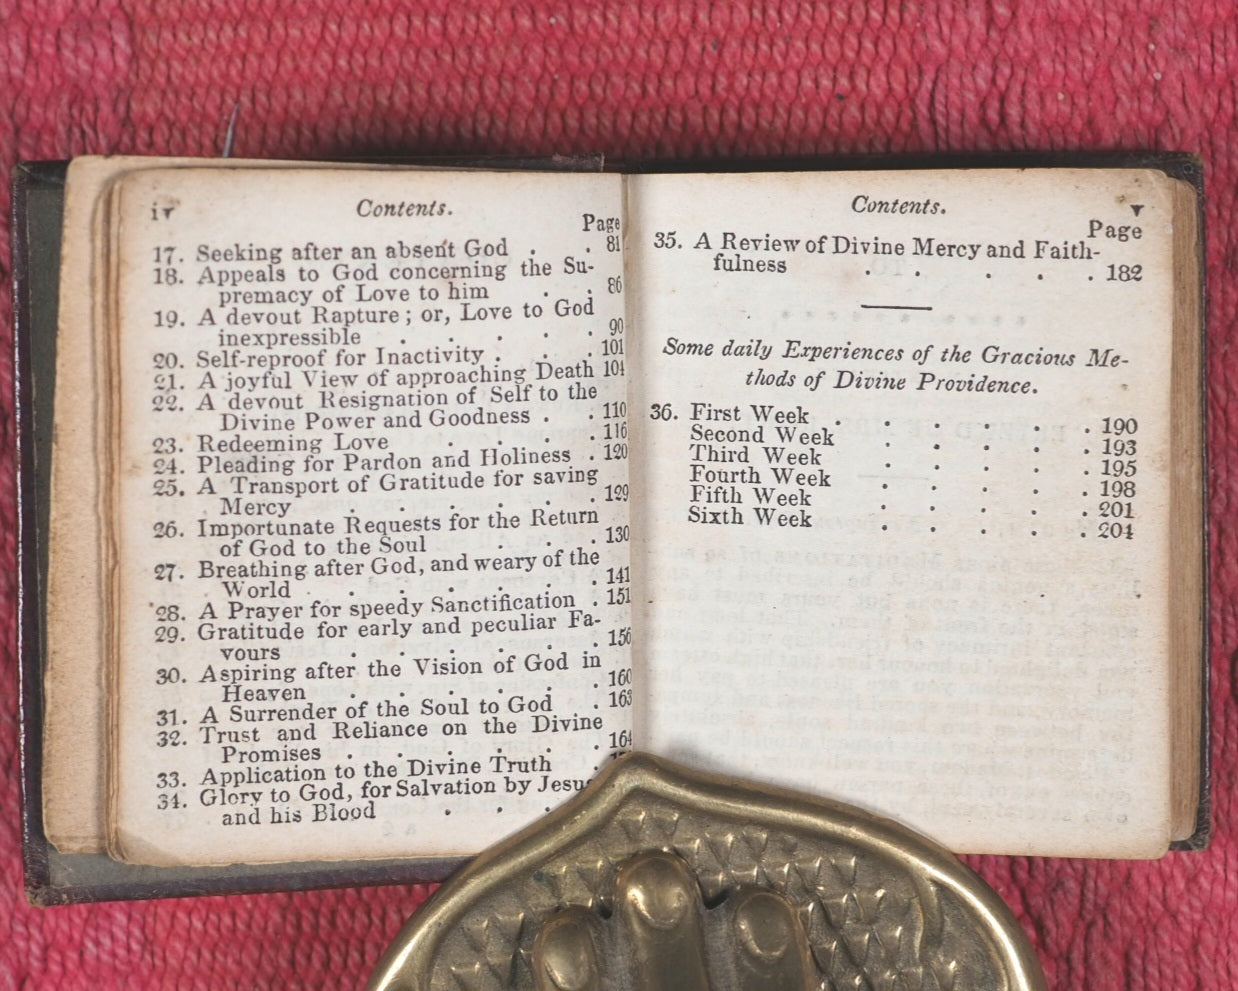 iv
Contents.
Page
17. Seeking after an absent God . . 81
18. Appeals to God concerning the Su-
premacy of Love to him . . 86
19. A devout Rapture; or, Love to God
inexpressible . . . . . 90
20. Self-reproof for Inactivity . . . 101
21. A joyful View of approaching Death 104
22. A devout Resignation of Self to the
Divine Power and Goodness . . 110
23. Redeeming Love . . . . 116
24. Pleading for Pardon and Holiness . 120
25. A Transport of Gratitude for saving
Mercy . . . . . . 129
26. Importunate Requests for the Return
of God to the Soul . . . 130
27. Breathing after God, and weary of the
World . . . . . . 141
28. A Prayer for speedy Sanctification . 151
29. Gratitude for early and peculiar Fa-
vours . . . . . . 156
30. Aspiring after the Vision of God in
Heaven . . . . . . 160
31. A Surrender of the Soul to God . 163
32. Trust and Reliance on the Divine
Promises . . . . . . 164
33. Application to the Divine Truth .
34. Glory to God, for Salvation by Jesus
and his Blood . . .
Contents.
v
Page
35. A Review of Divine Mercy and Faith-
fulness . . . . . 182
Some daily Experiences of the Gracious Me-
thods of Divine Providence.
36. First Week . . . . . . 190
Second Week . . . . . 193
Third Week . . . . . 195
Fourth Week . . . . . 198
Fifth Week . . . . . 201
Sixth Week . . . . . 204